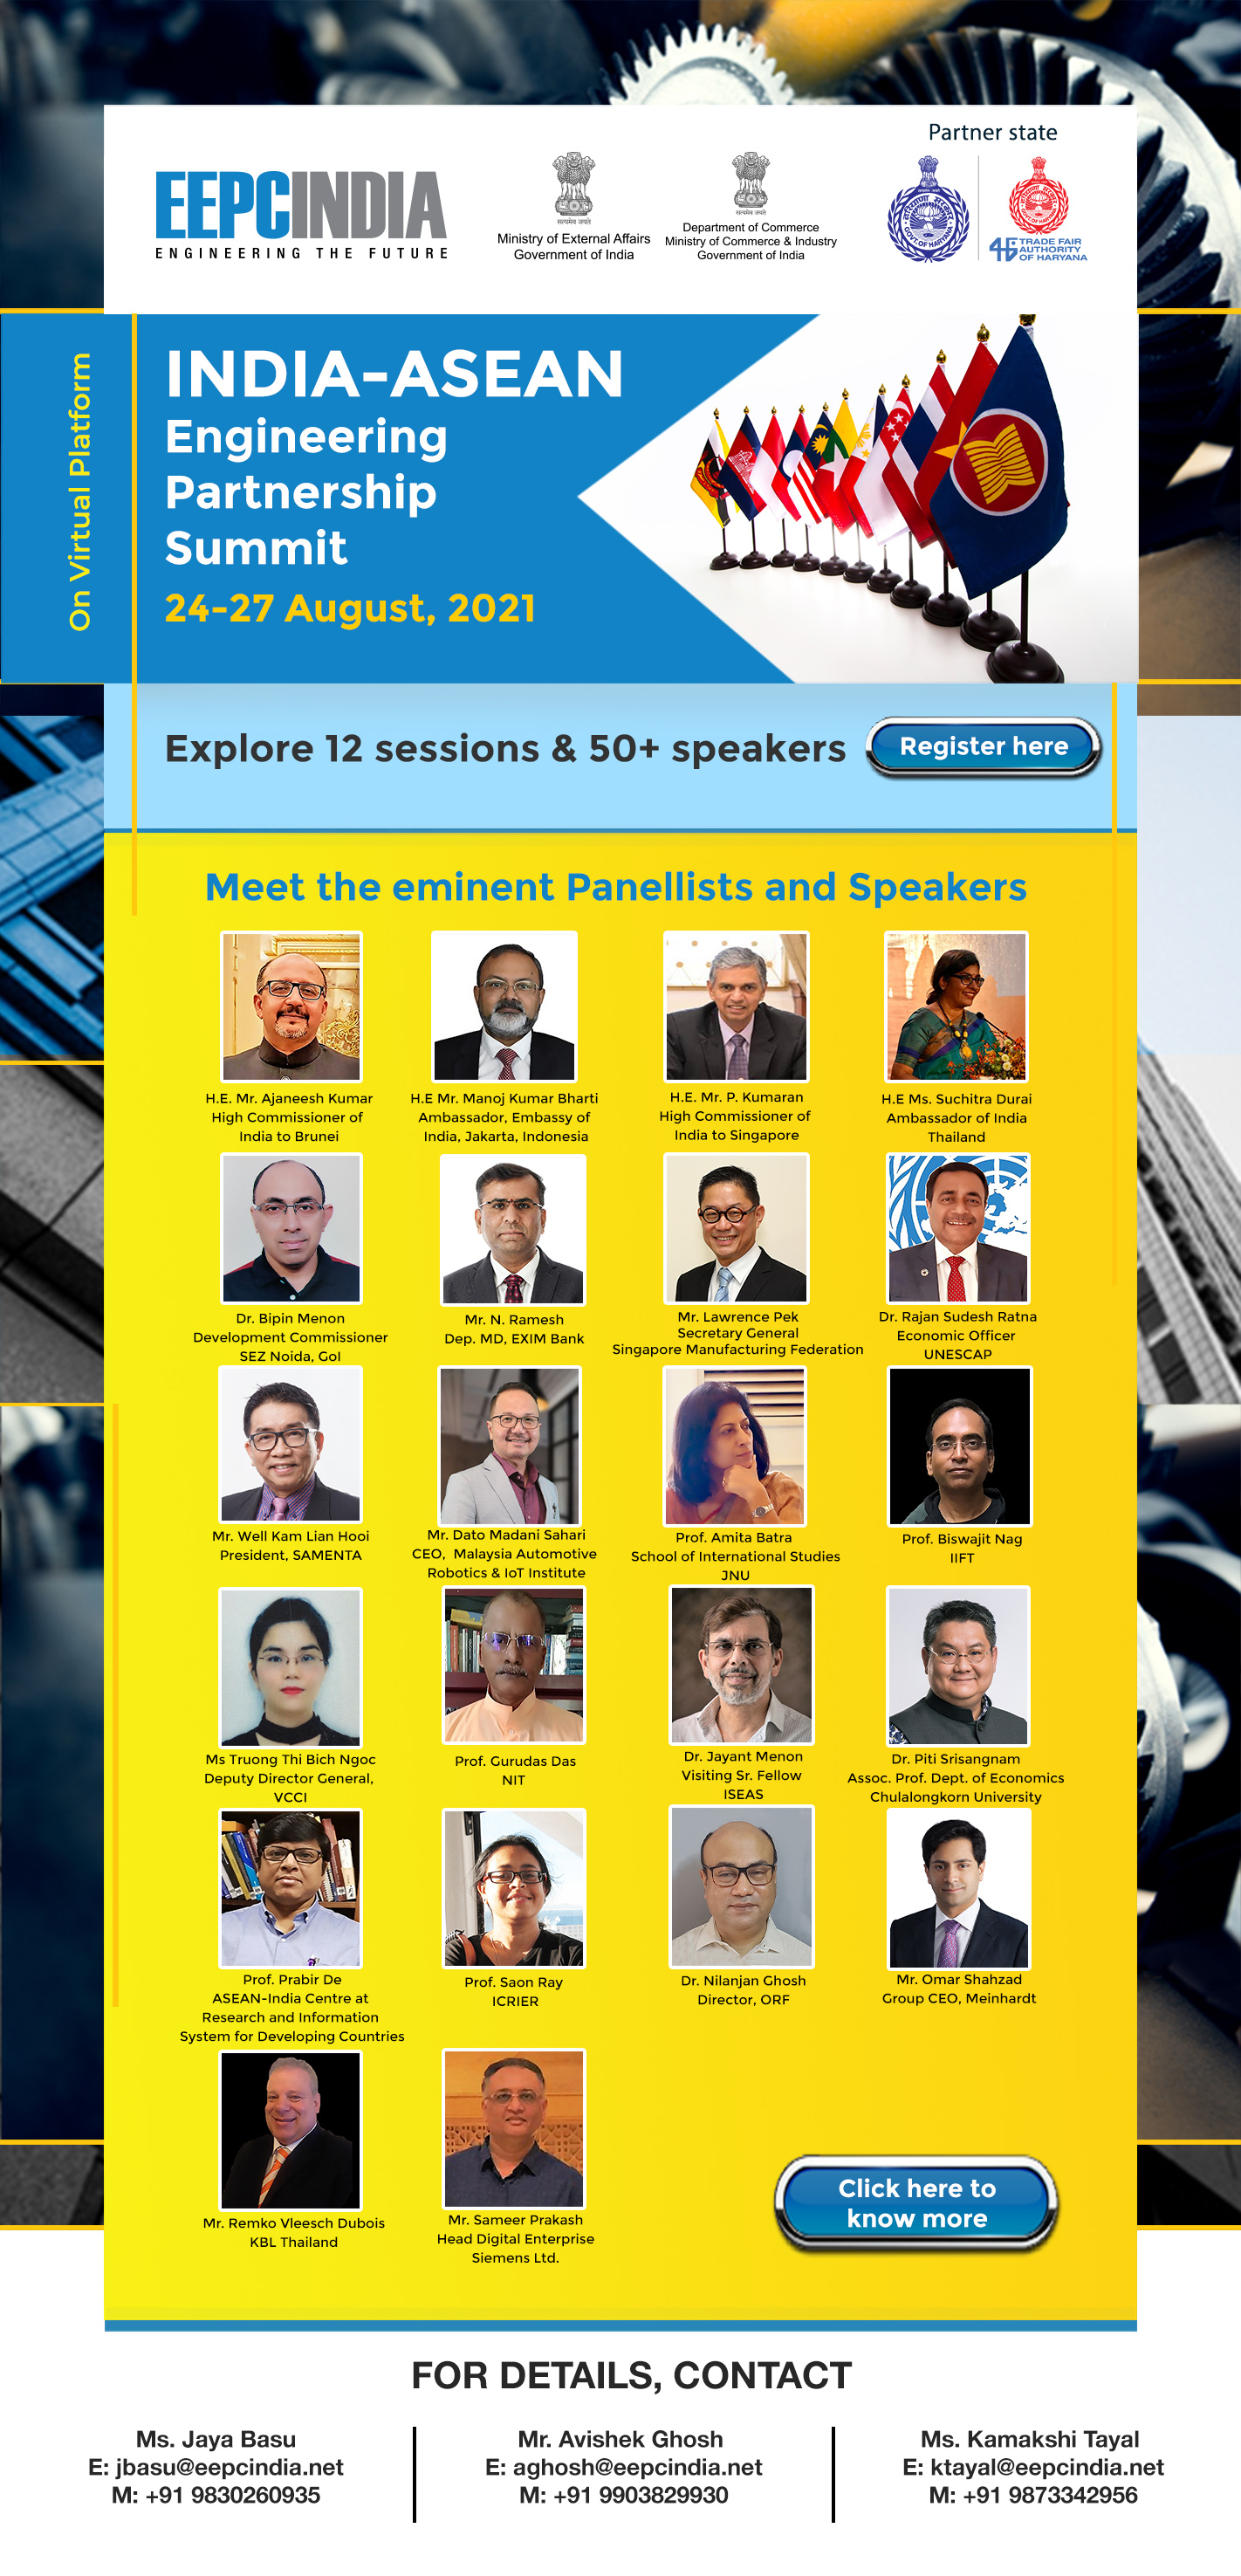 Partner state
EEPCINDIA
ENGINEERING THE FUTURE
सत्यमेव जयते
Ministry of External Affairs
Government of India
सत्यमेव जयते
Department of Commerce
Ministry of Commerce & Industry
Government of India
GOVT. OF HARYANA
TRADE FAIR
AUTHORITY
OF HARYANA
On Virtual Platform
INDIA-ASEAN
Engineering
Partnership
Summit
24-27 August, 2021
Explore 12 sessions & 50+ speakers
Register here
Meet the eminent Panellists and Speakers
H.E. Mr. Ajaneesh Kumar
High Commissioner of
India to Brunei
H.E Mr. Manoj Kumar Bharti
Ambassador, Embassy of
India, Jakarta, Indonesia
H.E. Mr. P. Kumaran
High Commissioner of
India to Singapore
H.E Ms. Suchitra Durai
Ambassador of India
Thailand
Dr. Bipin Menon
Development Commissioner
SEZ Noida, GoI
Mr. N. Ramesh
Dep. MD, EXIM Bank
Mr. Lawrence Pek
Secretary General
Singapore Manufacturing Federation
Dr. Rajan Sudesh Ratna
Economic Officer
UNESCAP
Mr. Well Kam Lian Hooi
President, SAMENTA
Mr. Dato Madani Sahari
CEO, Malaysia Automotive
Robotics & IoT Institute
Prof. Amita Batra
School of International Studies
JNU
Prof. Biswajit Nag
IIFT
Ms Truong Thi Bich Ngoc
Deputy Director General,
VCCI
Prof. Gurudas Das
NIT
Dr. Jayant Menon
Visiting Sr. Fellow
ISEAS
Dr. Piti Srisangnam
Assoc. Prof. Dept. of Economics
Chulalongkorn University
Prof. Prabir De
ASEAN-India Centre at
Research and Information
System for Developing Countries
Prof. Saon Ray
ICRIER
Dr. Nilanjan Ghosh
Director, ORF
Mr. Omar Shahzad
Group CEO, Meinhardt
Mr. Remko Vleesch Dubois
KBL Thailand
Mr. Sameer Prakash
Head Digital Enterprise
Siemens Ltd.
Click here to
know more
FOR DETAILS, CONTACT
Ms. Jaya Basu
E: jbasu@eepcindia.net
M: +91 9830260935
Mr. Avishek Ghosh
E: aghosh@eepcindia.net
M: +91 9903829930
Ms. Kamakshi Tayal
E: ktayal@eepcindia.net
M: +91 9873342956